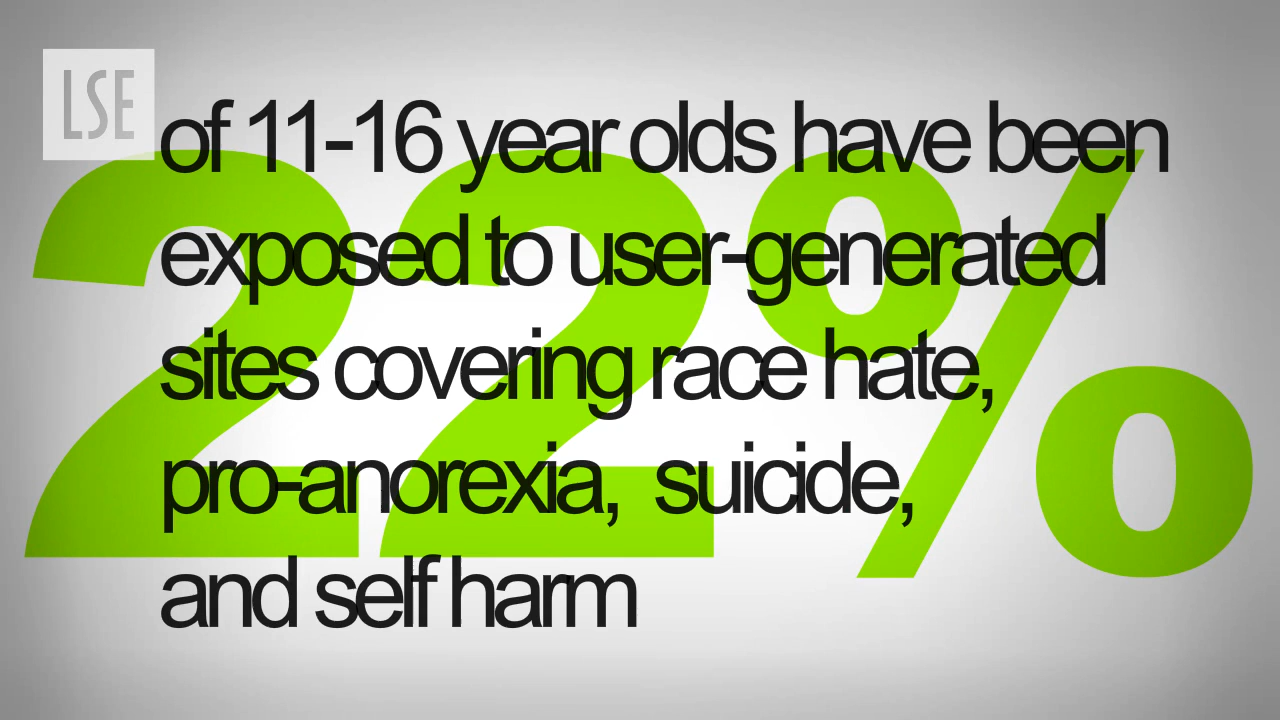 LSE
22%
of 11-16 year olds have been
exposed to user-generated
sites covering race hate,
pro-anorexia, suicide,
and self harm